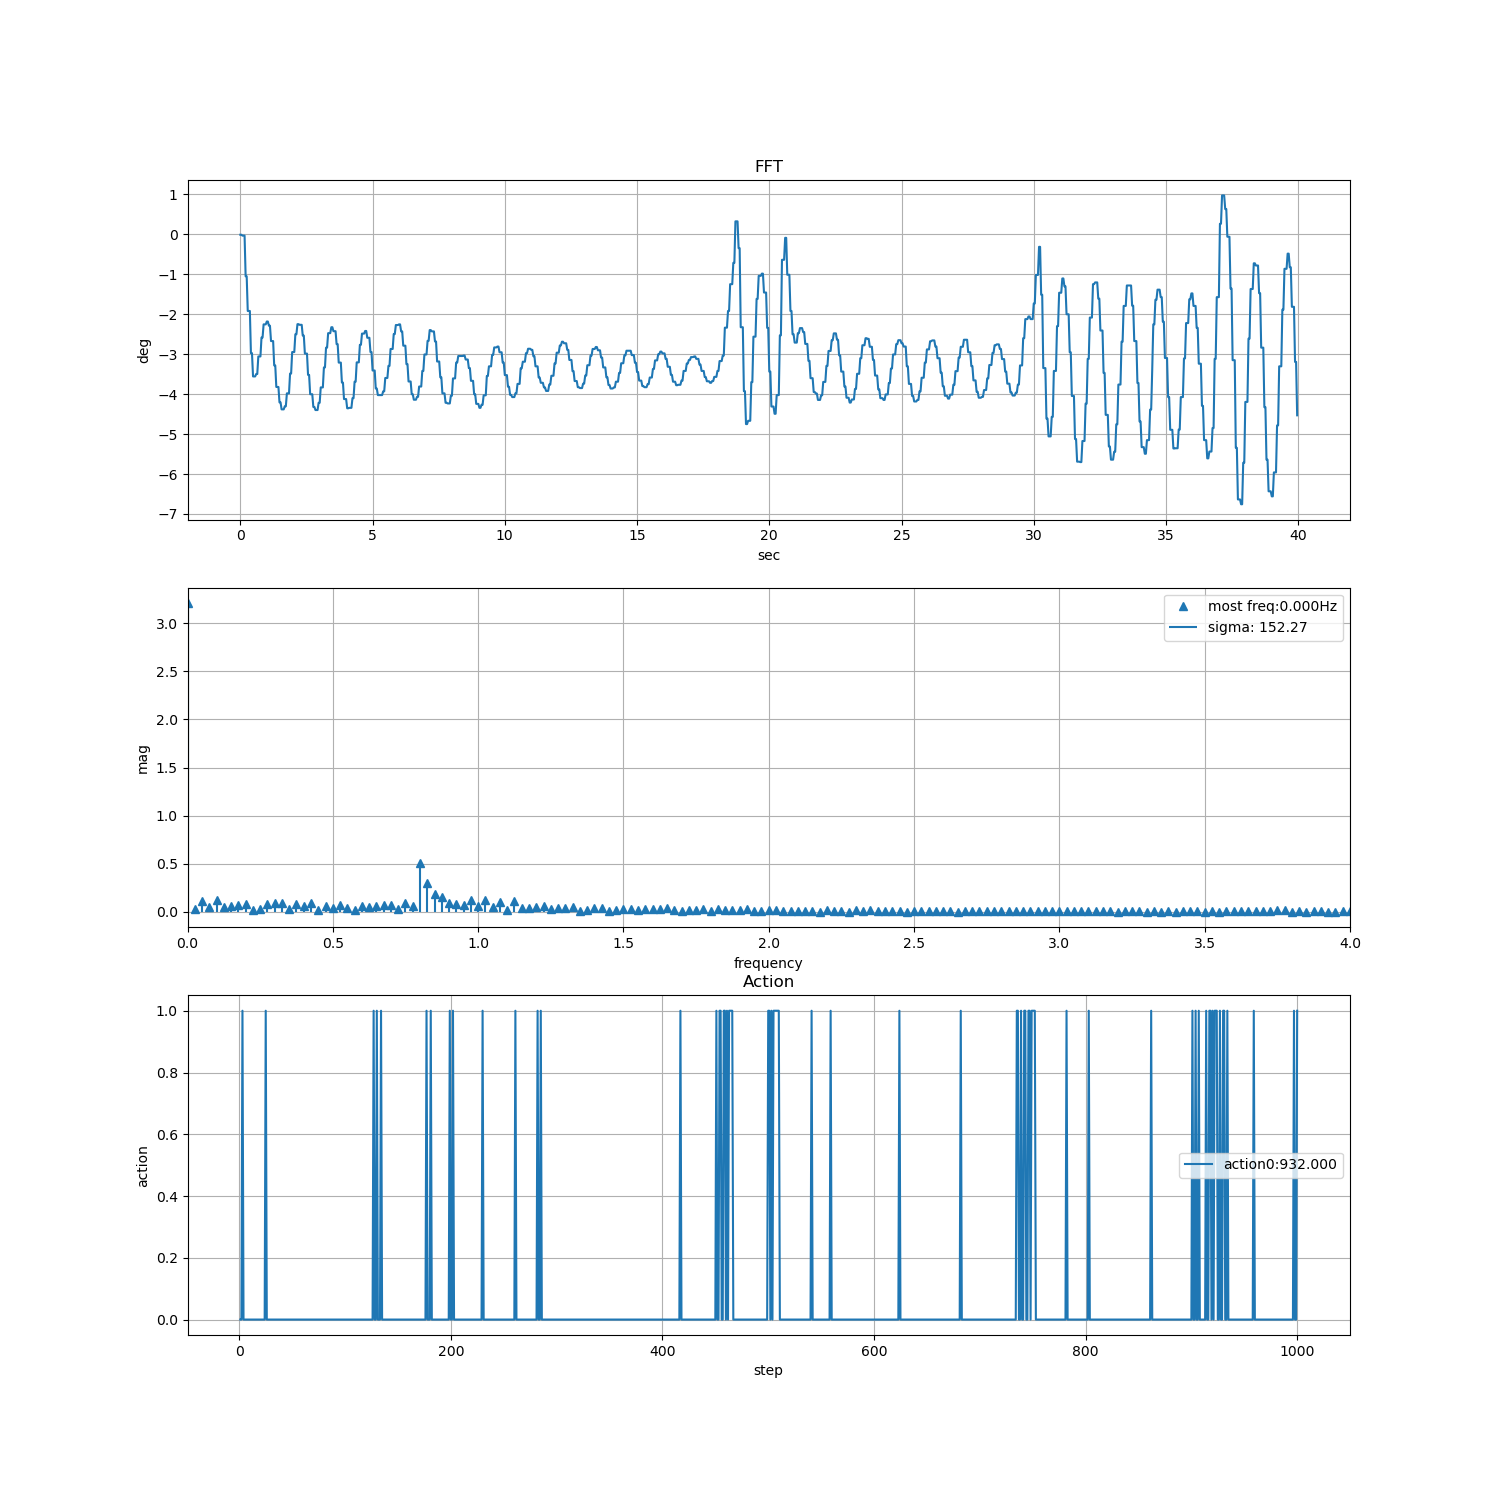 FFT
1
0
−1
−2
−3
−4
−5
−6
−7
deg
0 5 10 15 20 25 30 35 40
sec
most freq:0.000Hz
sigma: 152.27
3.0
2.5
2.0
1.5
1.0
0.5
0.0
mag
0.0 0.5 1.0 1.5 2.0 2.5 3.0 3.5 4.0
frequency
Action
1.0
0.8
0.6
0.4
0.2
0.0
action
action0:932.000
0 200 400 600 800 1000
step